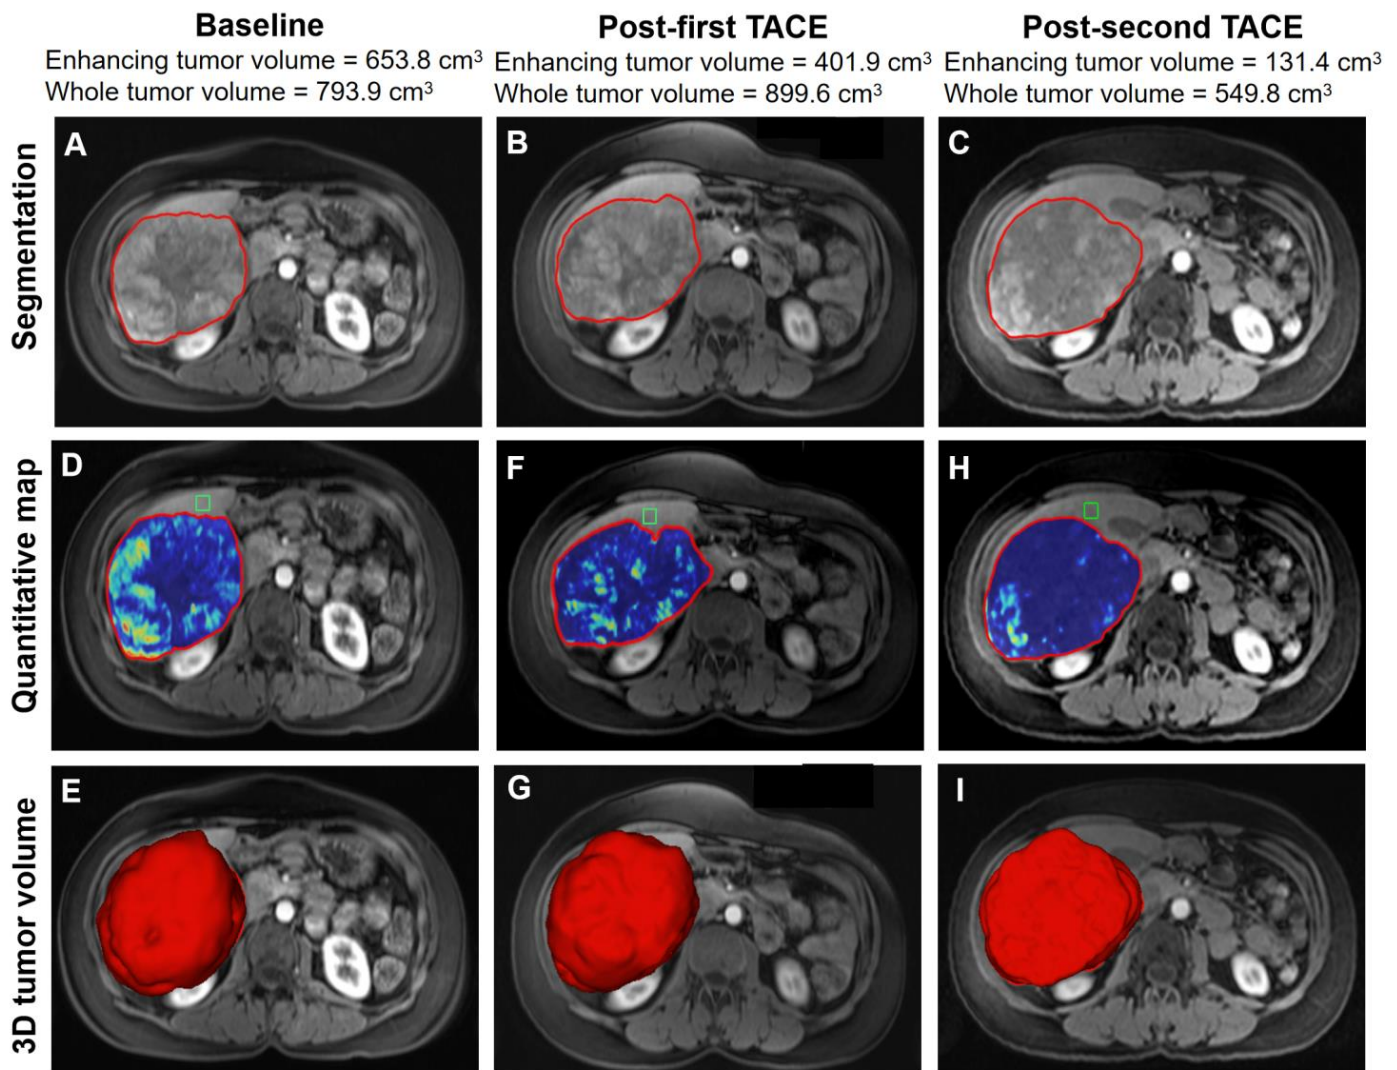 Baseline
Enhancing tumor volume = 653.8 cm³
Whole tumor volume = 793.9 cm³
Post-first TACE
Enhancing tumor volume = 401.9 cm³
Whole tumor volume = 899.6 cm³
Post-second TACE
Enhancing tumor volume = 131.4 cm³
Whole tumor volume = 549.8 cm³
Segmentation
A
B
C
Quantitative map
D
F
H
3D tumor volume
E
G
I